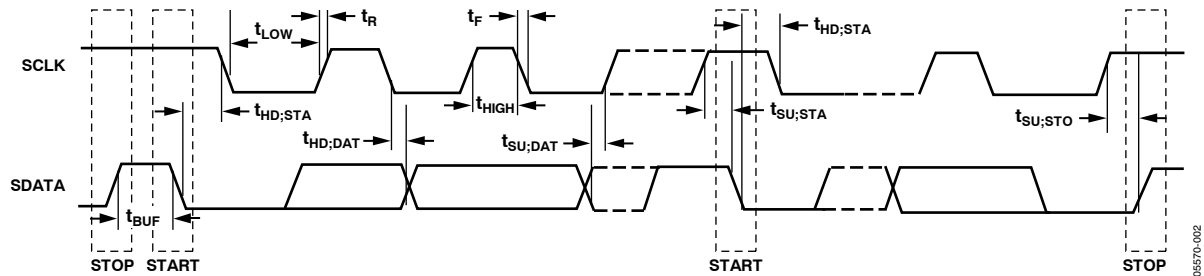 tLOW
tR
tF
tHD;STA
SCLK
tHD;STA
tHIGH
tSU;STA
tSU;STO
tHD;DAT
tSU;DAT
SDATA
tBUF
STOP
START
START
STOP
05570-002